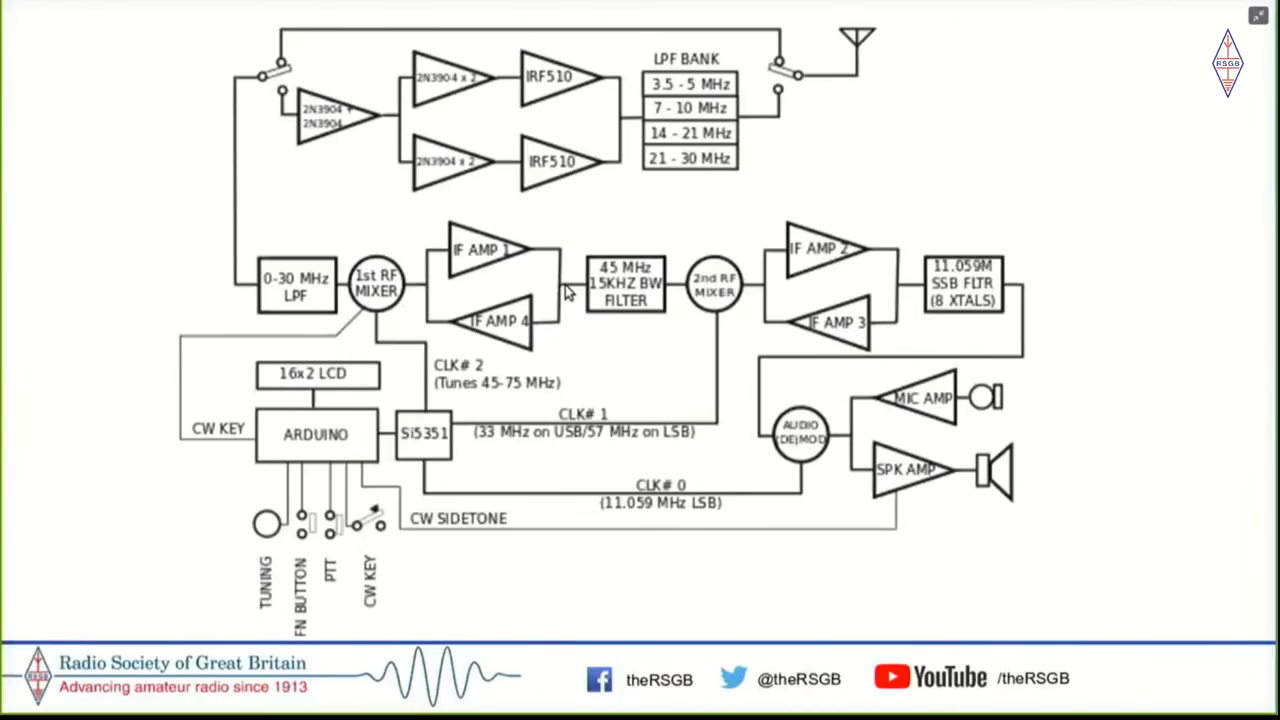 LPF BANK
3.5 - 5 MHz
7 - 10 MHz
14 - 21 MHz
21 - 30 MHz
2N3904 +
2N3904
2N3904 x 2
IRF510
2N3904 x 2
IRF510
RSGB
0-30 MHz
LPF
1st RF
MIXER
IF AMP 1
IF AMP 4
45 MHz
15KHZ BW
FILTER
2nd RF
MIXER
IF AMP 2
IF AMP 3
11.059M
SSB FLTR
(8 XTALS)
16x2 LCD
CLK# 2
(Tunes 45-75 MHz)
CW KEY
ARDUINO
Si5351
CLK# 1
(33 MHz on USB/57 MHz on LSB)
AUDIO
(DE)MOD
MIC AMP
SPK AMP
CLK# 0
(11.059 MHz LSB)
CW SIDETONE
TUNING
FN BUTTON
PTT
CW KEY
RSGB
Radio Society of Great Britain
Advancing amateur radio since 1913
theRSGB
@theRSGB
YouTube /theRSGB